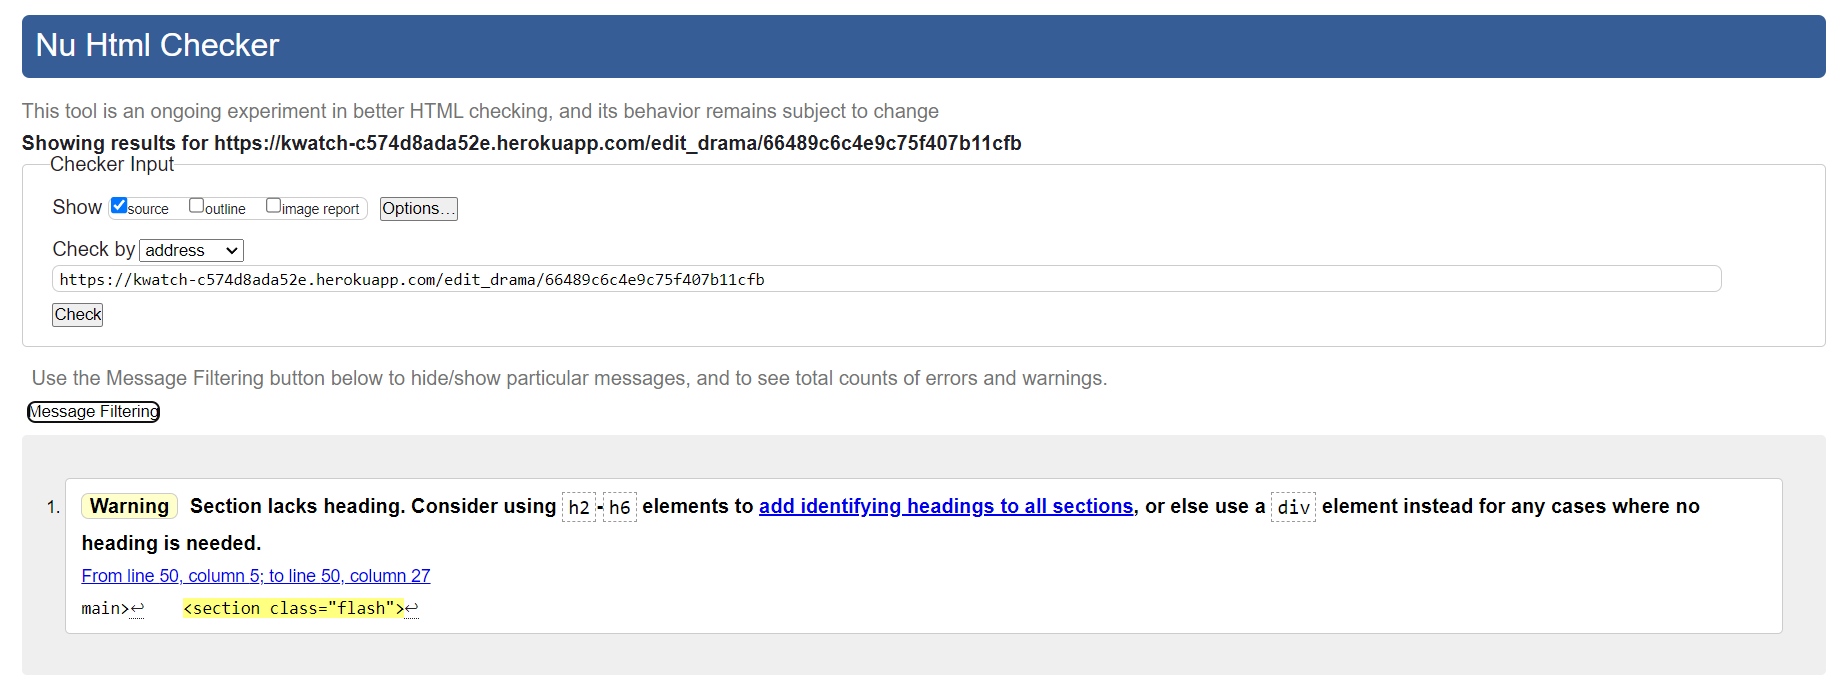 Nu Html Checker
This tool is an ongoing experiment in better HTML checking, and its behavior remains subject to change
Showing results for https://kwatch-c574d8ada52e.herokuapp.com/edit_drama/66489c6c4e9c75f407b11cfb
Checker Input
Show source outline image report Options...
Check by address
https://kwatch-c574d8ada52e.herokuapp.com/edit_drama/66489c6c4e9c75f407b11cfb
Check
Use the Message Filtering button below to hide/show particular messages, and to see total counts of errors and warnings.
Message Filtering
1. Warning Section lacks heading. Consider using h2-h6 elements to add identifying headings to all sections, or else use a div element instead for any cases where no
heading is needed.
From line 50, column 5; to line 50, column 27
main>↩ <section class="flash">↩